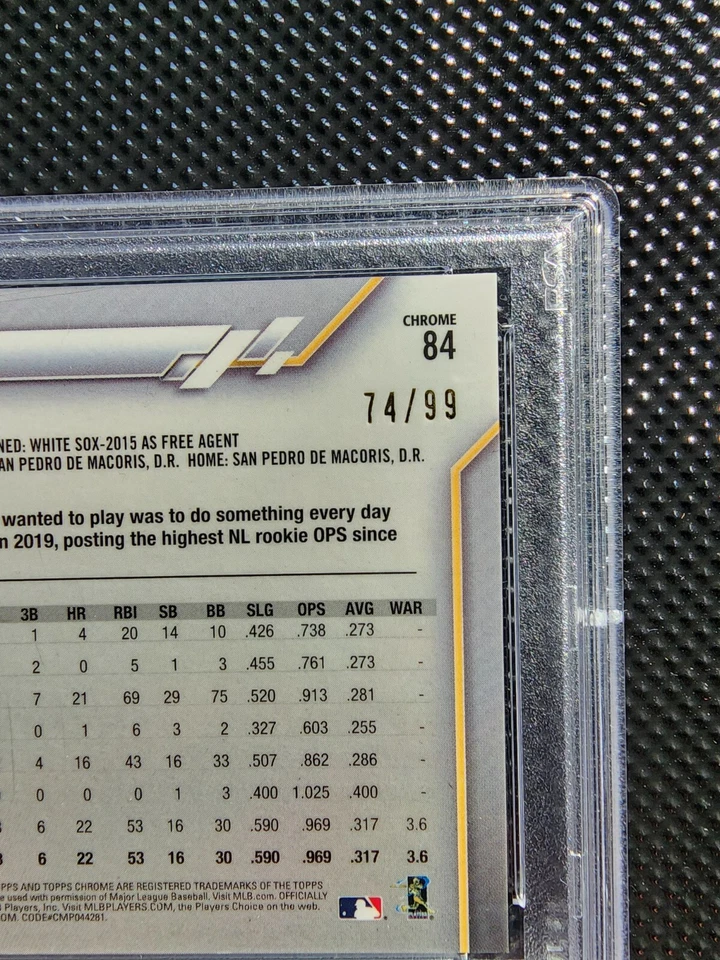 CHROME
84
74/99
NED: WHITE SOX-2015 AS FREE AGENT
AN PEDRO DE MACORIS, D.R. HOME: SAN PEDRO DE MACORIS, D.R.
wanted to play was to do something every day
n 2019, posting the highest NL rookie OPS since
3B HR RBI SB BB SLG OPS AVG WAR
1 4 20 14 10 .426 .738 .273 -
2 0 5 1 3 .455 .761 .273 -
7 21 69 29 75 .520 .913 .281 -
0 1 6 3 2 .327 .603 .255 -
4 16 43 16 33 .507 .862 .286 -
0 0 0 1 3 .400 1.025 .400 -
6 22 53 16 30 .590 .969 .317 3.6
6 22 53 16 30 .590 .969 .317 3.6
PPS AND TOPPS CHROME ARE REGISTERED TRADEMARKS OF THE TOPPS
e used with permission of Major League Baseball. Visit MLB.com. OFFICIALLY
Players, Inc. Visit MLBPLAYERS.COM, the Players Choice on the web.
OM. CODE#CMP044281.
PSA